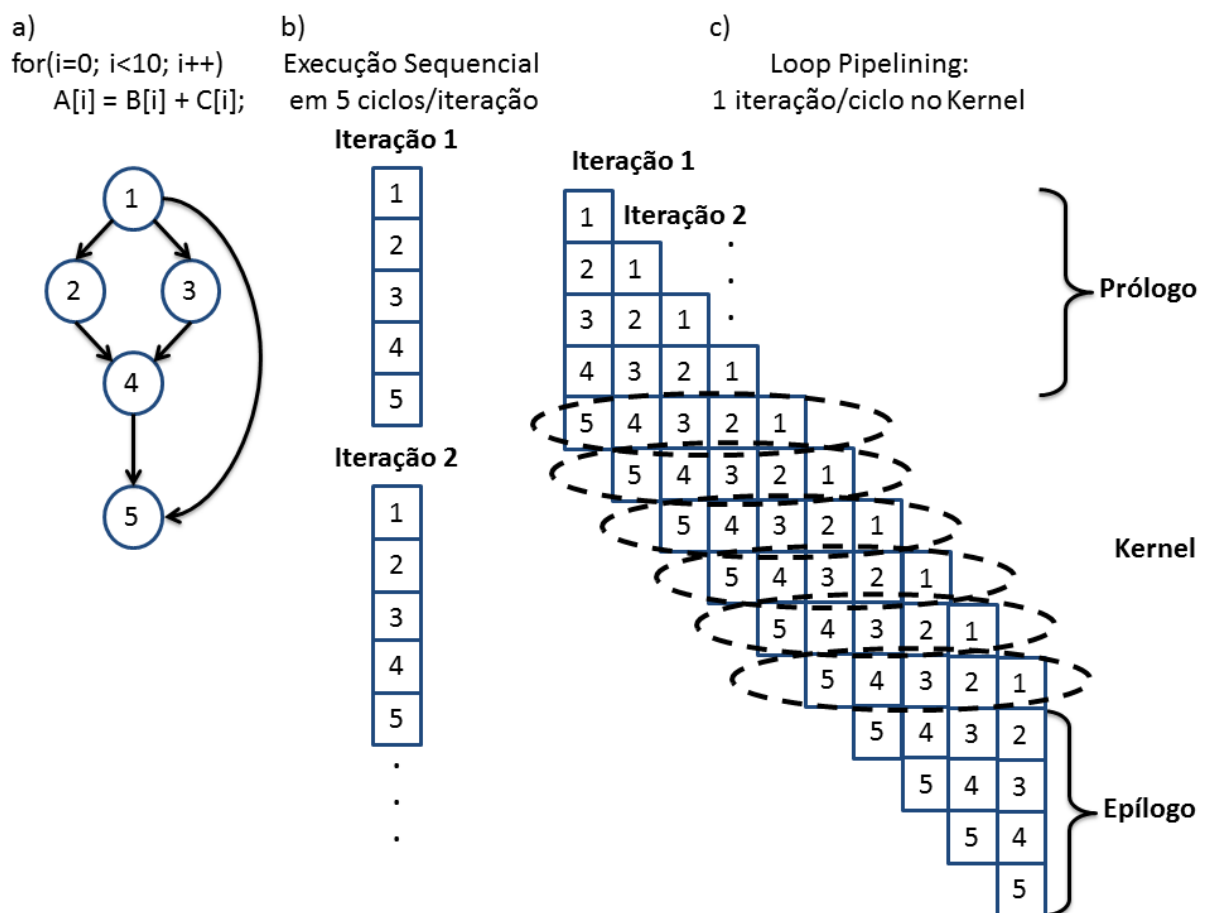 a)
for(i=0; i<10; i++)
A[i] = B[i] + C[i];
1
2 3
4
5
b)
Execução Sequencial
em 5 ciclos/iteração
Iteração 1
1
2
3
4
5
Iteração 2
1
2
3
4
5
.
.
.
c)
Loop Pipelining:
1 iteração/ciclo no Kernel
Iteração 1
1 Iteração 2
.
.
.
2 1
3 2 1
4 3 2 1
Prólogo
5 4 3 2 1
5 4 3 2 1
5 4 3 2 1
5 4 3 2 1
5 4 3 2 1
5 4 3 2 1
Kernel
5 4 3 2
5 4 3
5 4
5
Epílogo